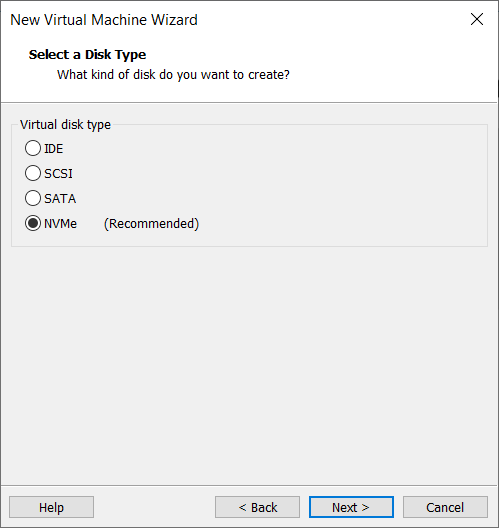 New Virtual Machine Wizard
Select a Disk Type
What kind of disk do you want to create?
Virtual disk type
IDE
SCSI
SATA
NVMe (Recommended)
Help < Back Next > Cancel